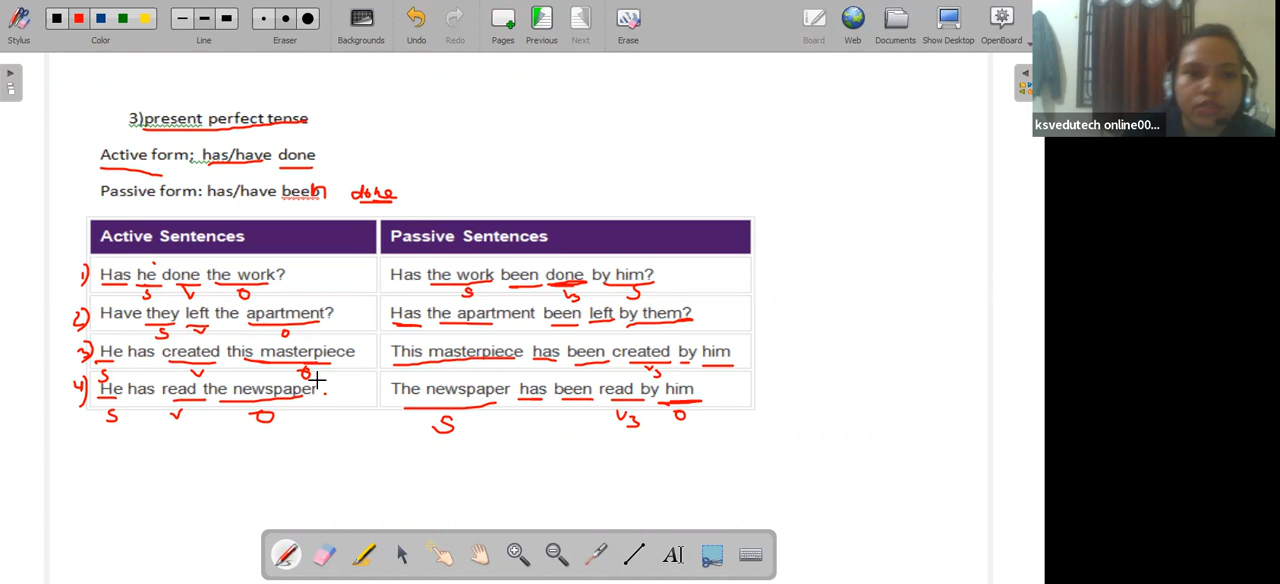 Stylus Color Line Eraser Backgrounds Undo Redo Pages Previous Next Erase Board Web Documents Show Desktop OpenBoard
ksvedutech online00...
3)present perfect tense
Active form; has/have done
Passive form: has/have been done
Active Sentences Passive Sentences
1) Has he done the work? Has the work been done by him?
S V O S V3 S
2) Have they left the apartment? Has the apartment been left by them?
S V O
3) He has created this masterpiece This masterpiece has been created by him
S V O V3
4) He has read the newspaper. The newspaper has been read by him
S V O S V3 O
AI